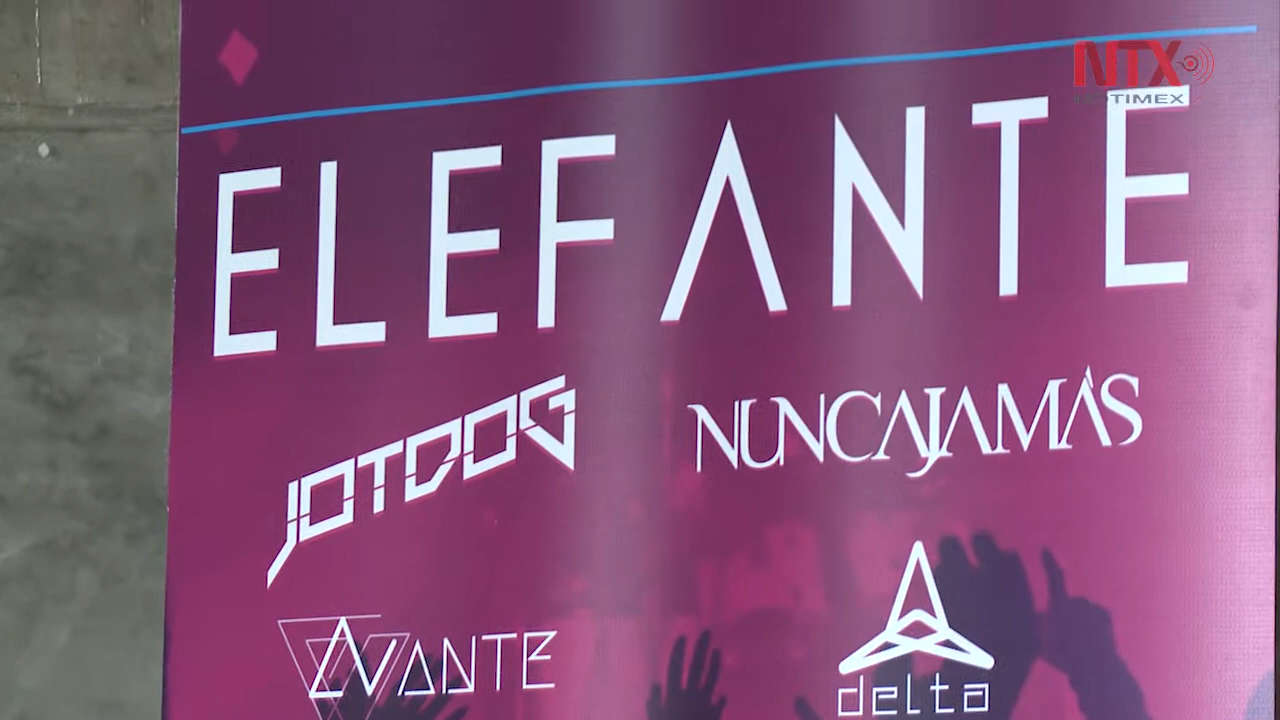 NTX
NOTIMEX
ELEFANTE
JOTDOG
NUNCAJAMÁS
AVANTE
delta